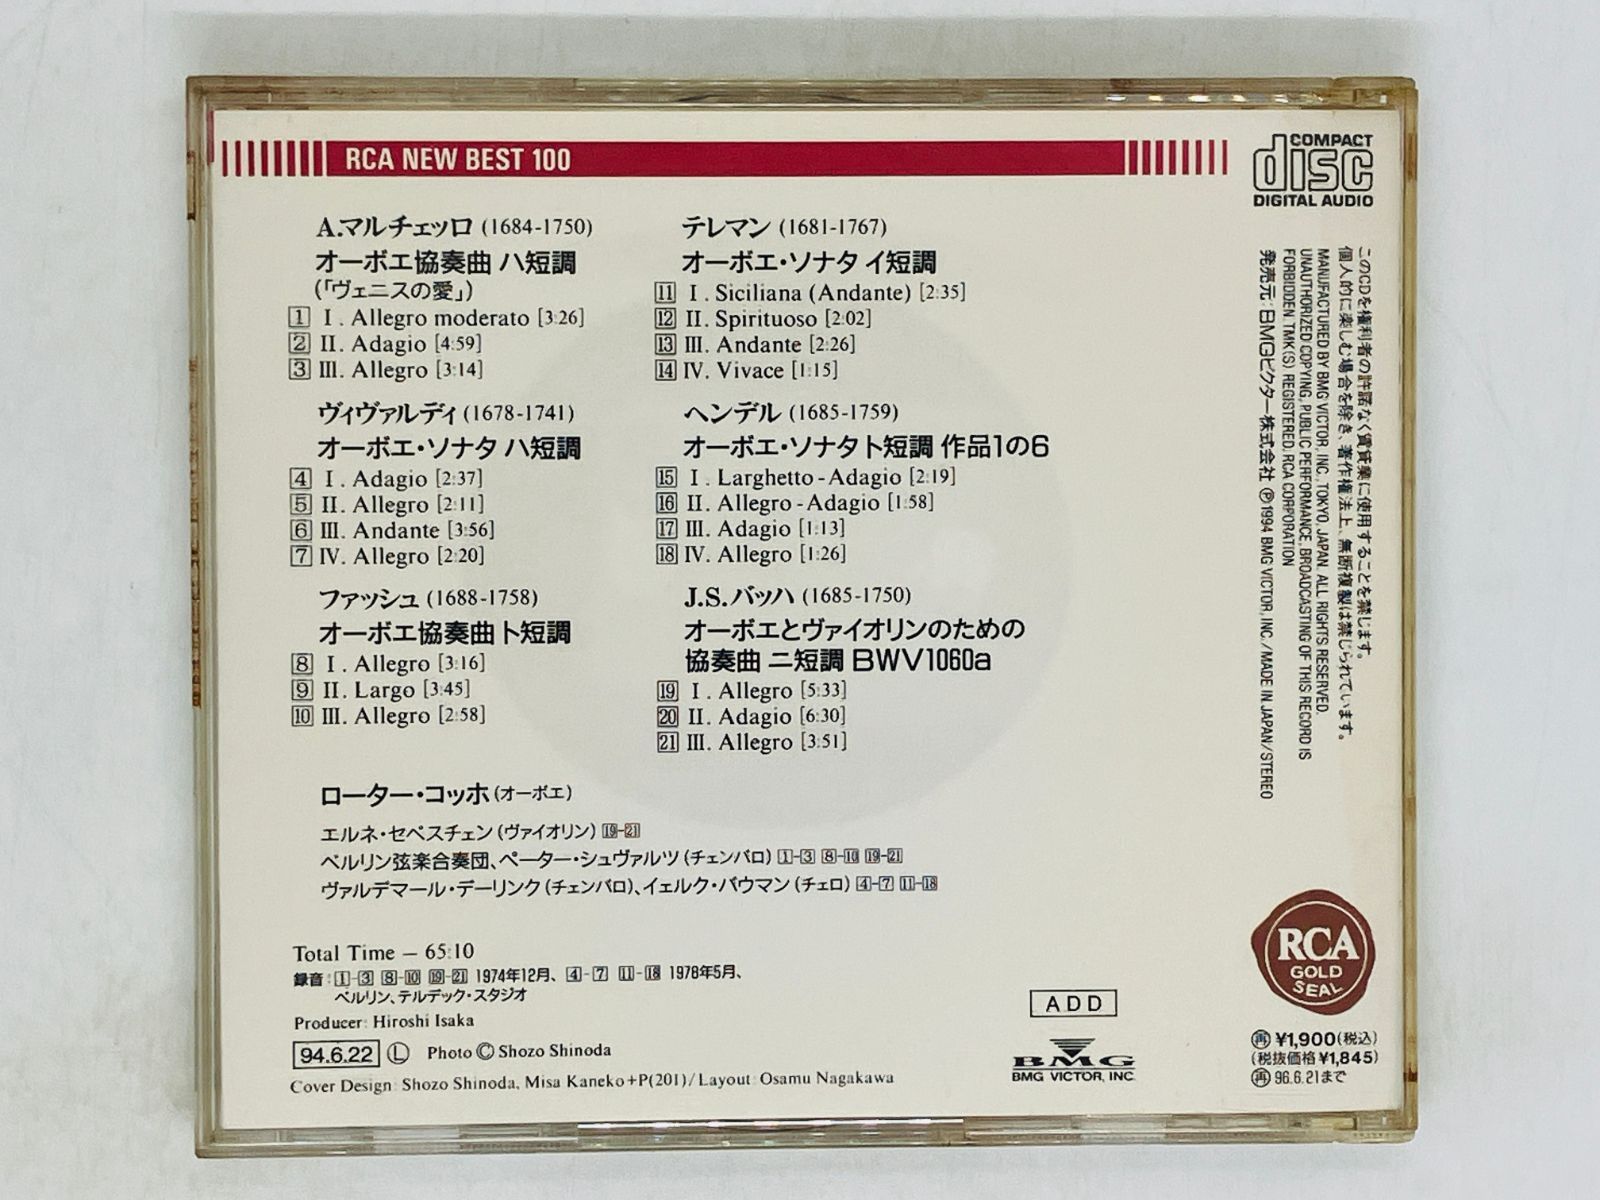 RCA NEW BEST 100
COMPACT
disc
DIGITAL AUDIO
A.マルチェッロ (1684-1750)
オーボエ協奏曲 ハ短調
(「ヴェニスの愛」)
1 I. Allegro moderato [3:26]
2 II. Adagio [4:59]
3 III. Allegro [3:14]
ヴィヴァルディ (1678-1741)
オーボエ・ソナタ ハ短調
4 I. Adagio [2:37]
5 II. Allegro [2:11]
6 III. Andante [3:56]
7 IV. Allegro [2:20]
ファッシュ (1688-1758)
オーボエ協奏曲ト短調
8 I. Allegro [3:16]
9 II. Largo [3:45]
10 III. Allegro [2:58]
テレマン (1681-1767)
オーボエ・ソナタ イ短調
11 I. Siciliana (Andante) [2:35]
12 II. Spirituoso [2:02]
13 III. Andante [2:26]
14 IV. Vivace [1:15]
ヘンデル (1685-1759)
オーボエ・ソナタト短調 作品1の6
15 I. Larghetto-Adagio [2:19]
16 II. Allegro-Adagio [1:58]
17 III. Adagio [1:13]
18 IV. Allegro [1:26]
J.S.バッハ (1685-1750)
オーボエとヴァイオリンのための
協奏曲 ニ短調 BWV1060a
19 I. Allegro [5:33]
20 II. Adagio [6:30]
21 III. Allegro [3:51]
ローター・コッホ(オーボエ)
エルネ・セベスチェン(ヴァイオリン) 19-21
ベルリン弦楽合奏団、ペーター・シュヴァルツ(チェンバロ) 1-3 8-10 19-21
ヴァルデマール・デーリンク(チェンバロ)、イェルク・バウマン(チェロ) 4-7 11-18
Total Time — 65:10
録音: 1-3 8-10 19-21 1974年12月、 4-7 11-18 1978年5月、
ベルリン、テルデック・スタジオ
Producer: Hiroshi Isaka
94.6.22 Ⓛ Photo © Shozo Shinoda
Cover Design: Shozo Shinoda, Misa Kaneko+P(201)/Layout: Osamu Nagakawa
ADD
BMG
BMG VICTOR, INC.
このCDを権利者の許諾なく賃貸業に使用することを禁じます。
個人的に楽しむ場合を除き、著作権法上、無断複製は禁じられています。
MANUFACTURED BY BMG VICTOR, INC., TOKYO, JAPAN. ALL RIGHTS RESERVED.
UNAUTHORIZED COPYING, PUBLIC PERFORMANCE, BROADCASTING OF THIS RECORD IS
FORBIDDEN. TMK(S) REGISTERED. RCA CORPORATION
発売元:BMGビクター株式会社 ℗1994 BMG VICTOR, INC./MADE IN JAPAN/STEREO
RCA
GOLD
SEAL
再 ¥1,900(税込)
(税抜価格¥1,845)
再 96.6.21まで